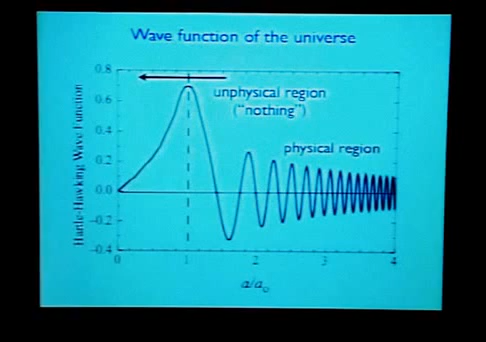 Wave function of the universe
0.8
unphysical region
0.6
("nothing")
0.4
physical region
0.2
0.0
-0.2
-0.4
0
1
2
3
4
Hartle-Hawking Wave Function
a/a₀